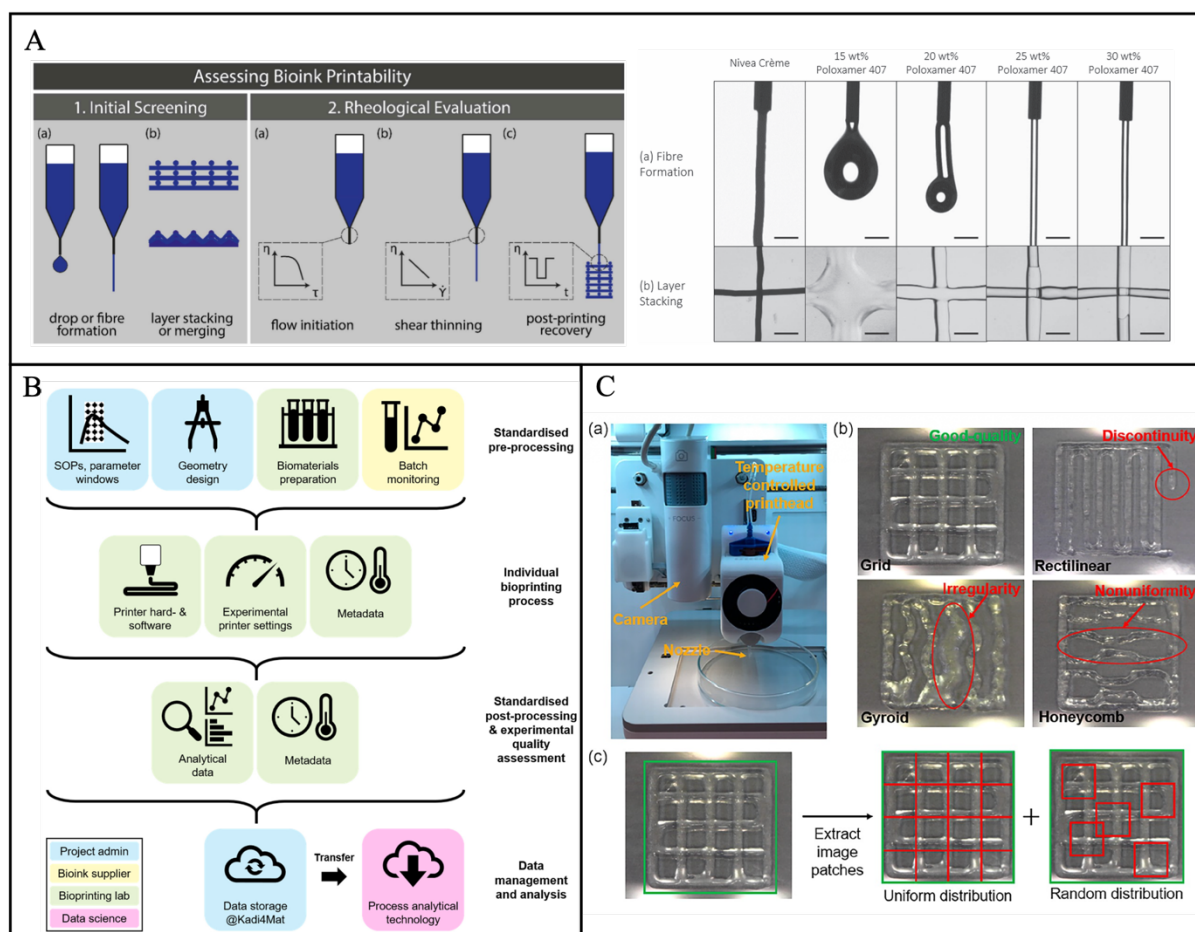 A
Assessing Bioink Printability
1. Initial Screening
2. Rheological Evaluation
(a)
(b)
(a)
(b)
(c)
η
τ
η
γ̇
η
t
drop or fibre
formation
layer stacking
or merging
flow initiation
shear thinning
post-printing
recovery
Nivea Crème
15 wt%
Poloxamer 407
20 wt%
Poloxamer 407
25 wt%
Poloxamer 407
30 wt%
Poloxamer 407
(a) Fibre
Formation
(b) Layer
Stacking
B
SOPs, parameter
windows
Geometry
design
Biomaterials
preparation
Batch
monitoring
Standardised
pre-processing
Printer hard- &
software
Experimental
printer settings
Metadata
Individual
bioprinting
process
Analytical
data
Metadata
Standardised
post-processing
& experimental
quality
assessment
Project admin
Bioink supplier
Bioprinting lab
Data science
Data storage
@Kadi4Mat
Transfer
Process analytical
technology
Data
management
and analysis
C
(a)
FOCUS
Temperature
controlled
printhead
Camera
Nozzle
(b)
Good-quality
Grid
Discontinuity
Rectilinear
Irregularity
Gyroid
Nonuniformity
Honeycomb
(c)
Extract
image
patches
Uniform distribution
+
Random distribution